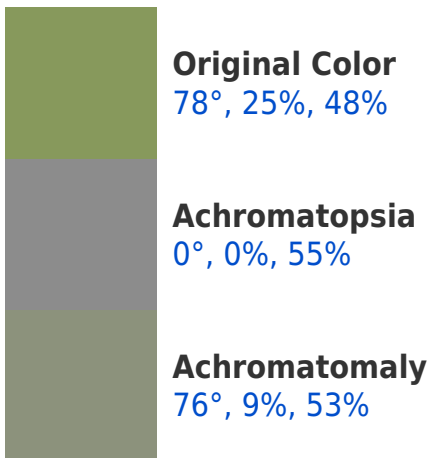 Original Color
78°, 25%, 48%
Achromatopsia
0°, 0%, 55%
Achromatomaly
76°, 9%, 53%